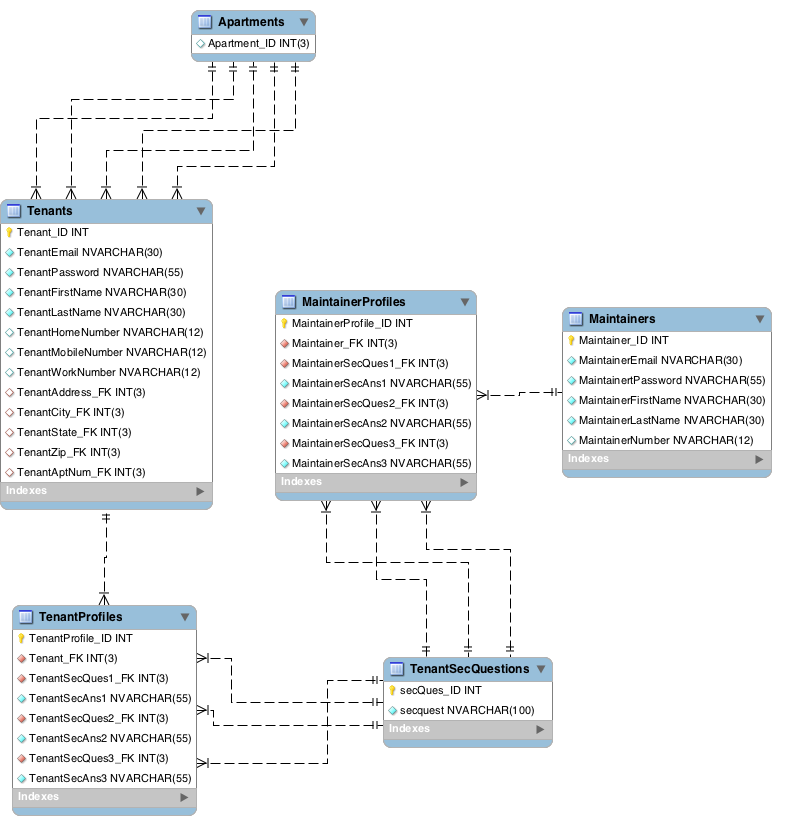 Apartments
Apartment_ID INT(3)
Tenants
Tenant_ID INT
TenantEmail NVARCHAR(30)
TenantPassword NVARCHAR(55)
TenantFirstName NVARCHAR(30)
TenantLastName NVARCHAR(30)
TenantHomeNumber NVARCHAR(12)
TenantMobileNumber NVARCHAR(12)
TenantWorkNumber NVARCHAR(12)
TenantAddress_FK INT(3)
TenantCity_FK INT(3)
TenantState_FK INT(3)
TenantZip_FK INT(3)
TenantAptNum_FK INT(3)
Indexes
MaintainerProfiles
MaintainerProfile_ID INT
Maintainer_FK INT(3)
MaintainerSecQues1_FK INT(3)
MaintainerSecAns1 NVARCHAR(55)
MaintainerSecQues2_FK INT(3)
MaintainerSecAns2 NVARCHAR(55)
MaintainerSecQues3_FK INT(3)
MaintainerSecAns3 NVARCHAR(55)
Indexes
Maintainers
Maintainer_ID INT
MaintainerEmail NVARCHAR(30)
MaintainertPassword NVARCHAR(55)
MaintainerFirstName NVARCHAR(30)
MaintainerLastName NVARCHAR(30)
MaintainerNumber NVARCHAR(12)
Indexes
TenantProfiles
TenantProfile_ID INT
Tenant_FK INT(3)
TenantSecQues1_FK INT(3)
TenantSecAns1 NVARCHAR(55)
TenantSecQues2_FK INT(3)
TenantSecAns2 NVARCHAR(55)
TenantSecQues3_FK INT(3)
TenantSecAns3 NVARCHAR(55)
Indexes
TenantSecQuestions
secQues_ID INT
secquest NVARCHAR(100)
Indexes